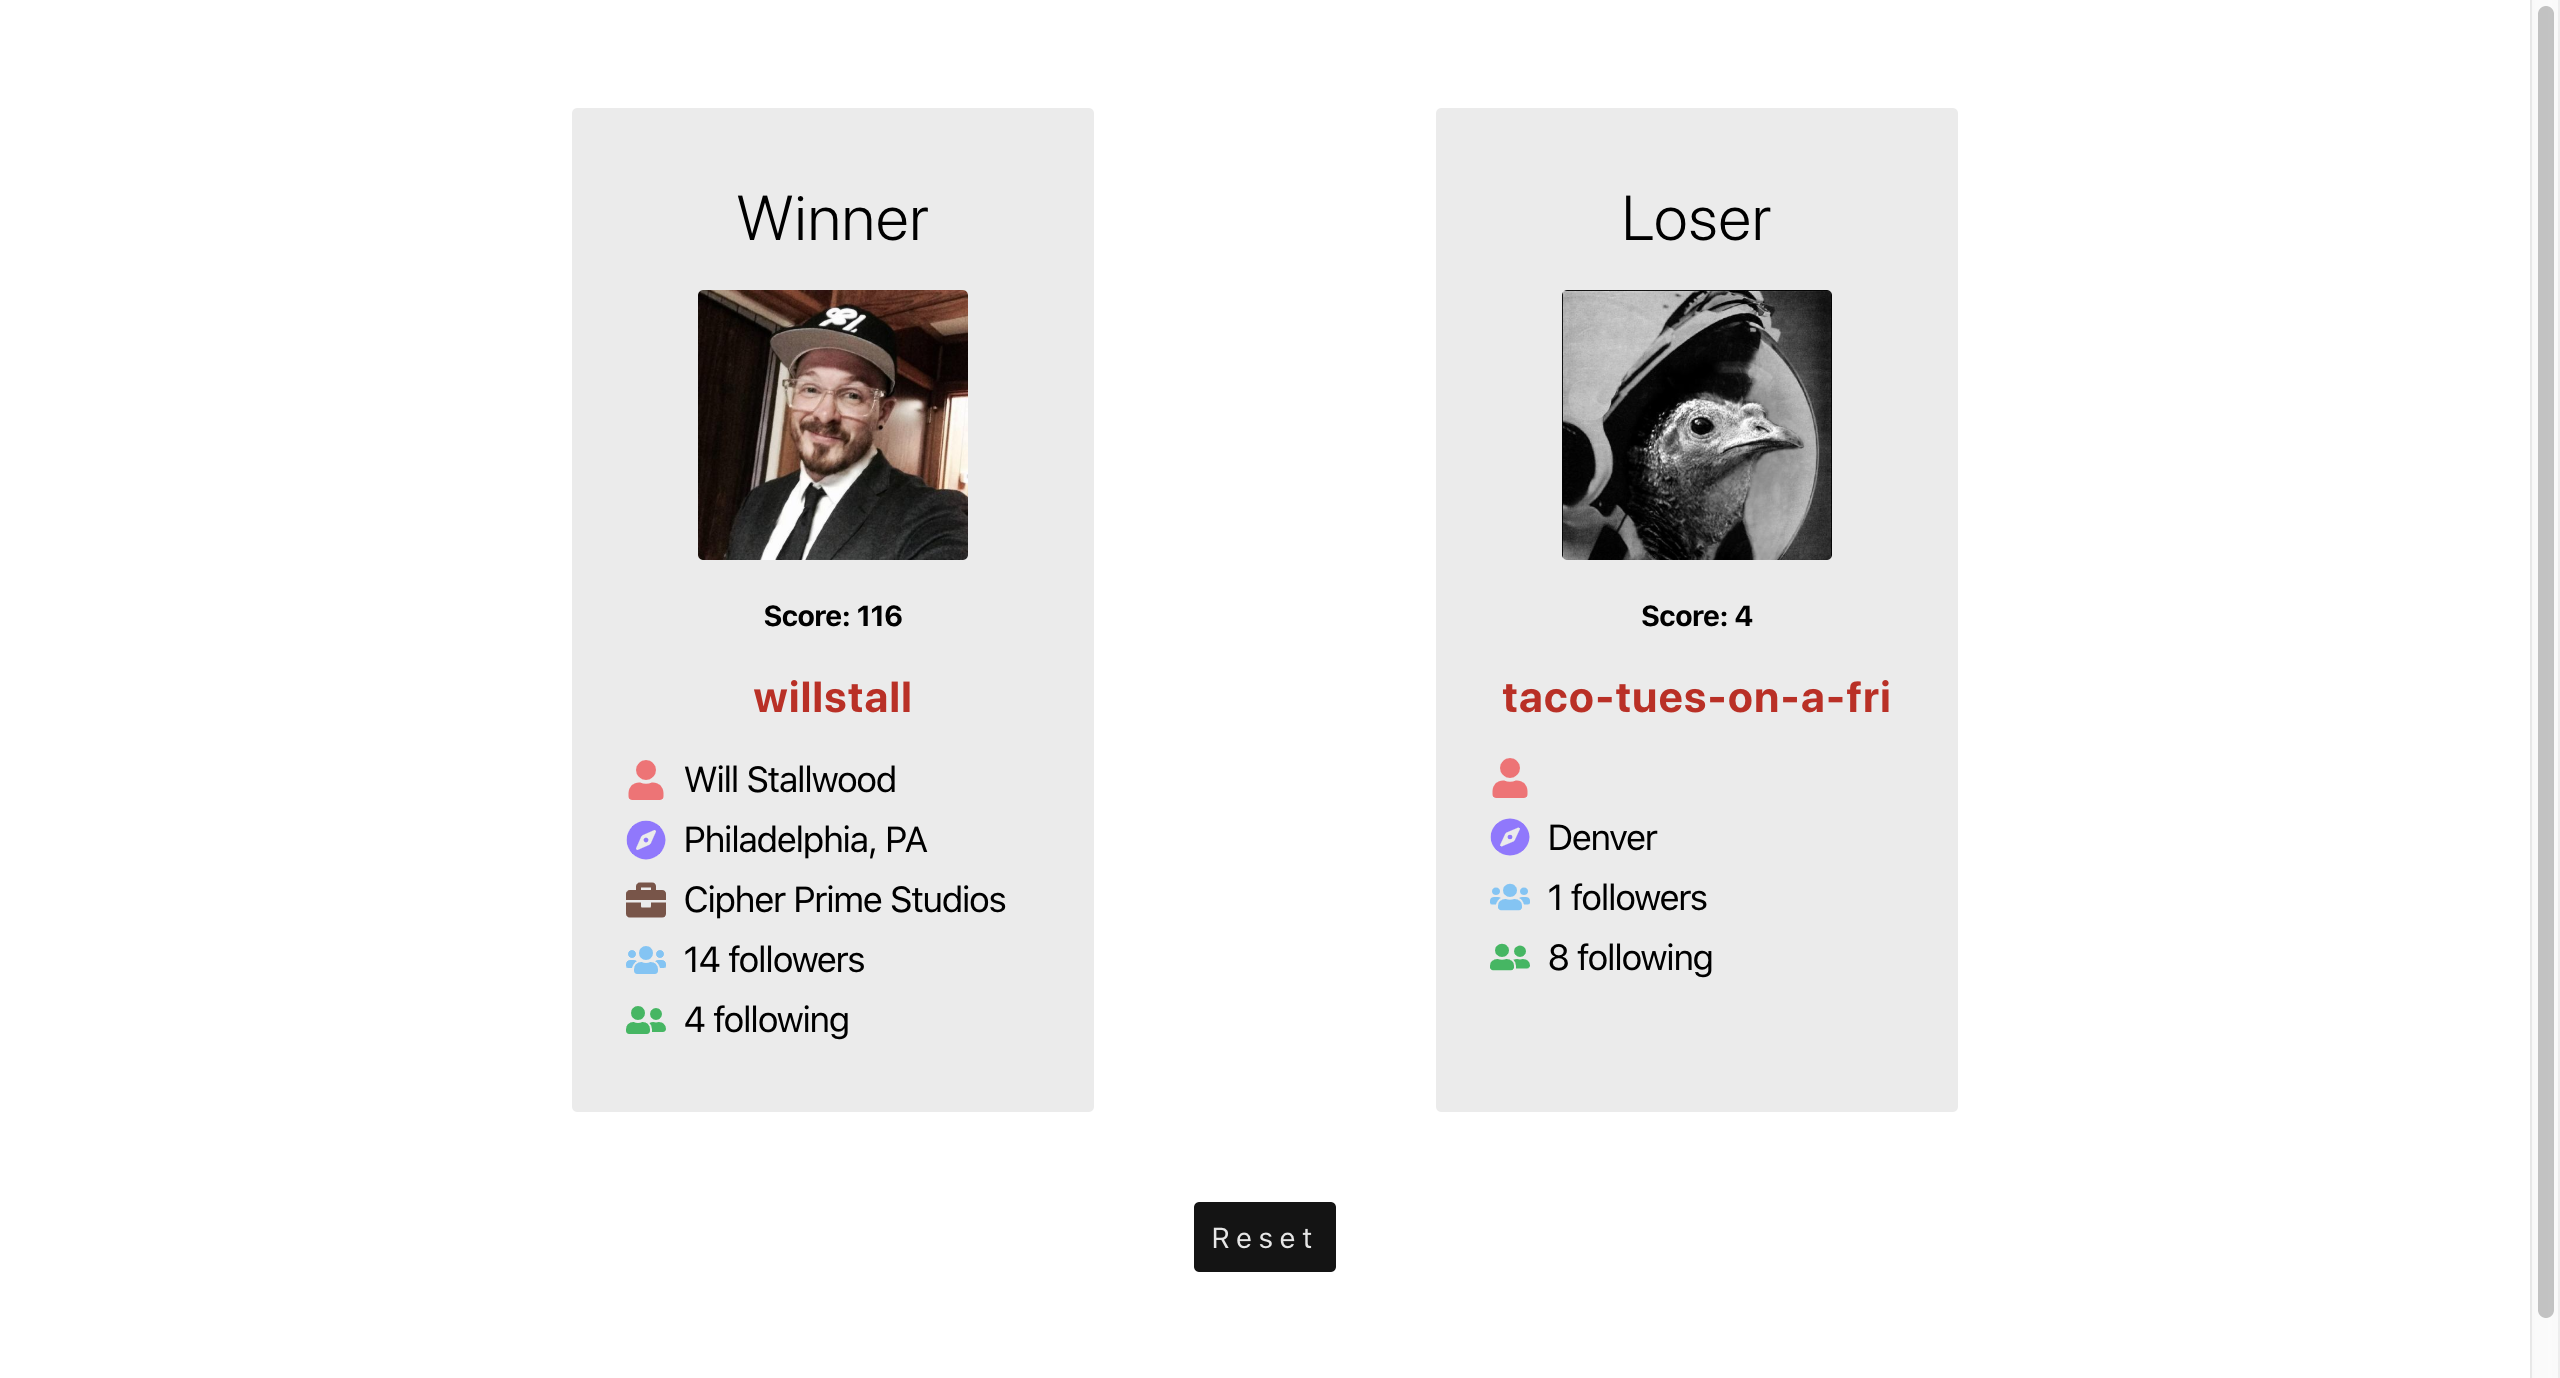 Winner
Score: 116
willstall
Will Stallwood
Philadelphia, PA
Cipher Prime Studios
14 followers
4 following
Loser
Score: 4
taco-tues-on-a-fri
Denver
1 followers
8 following
Reset